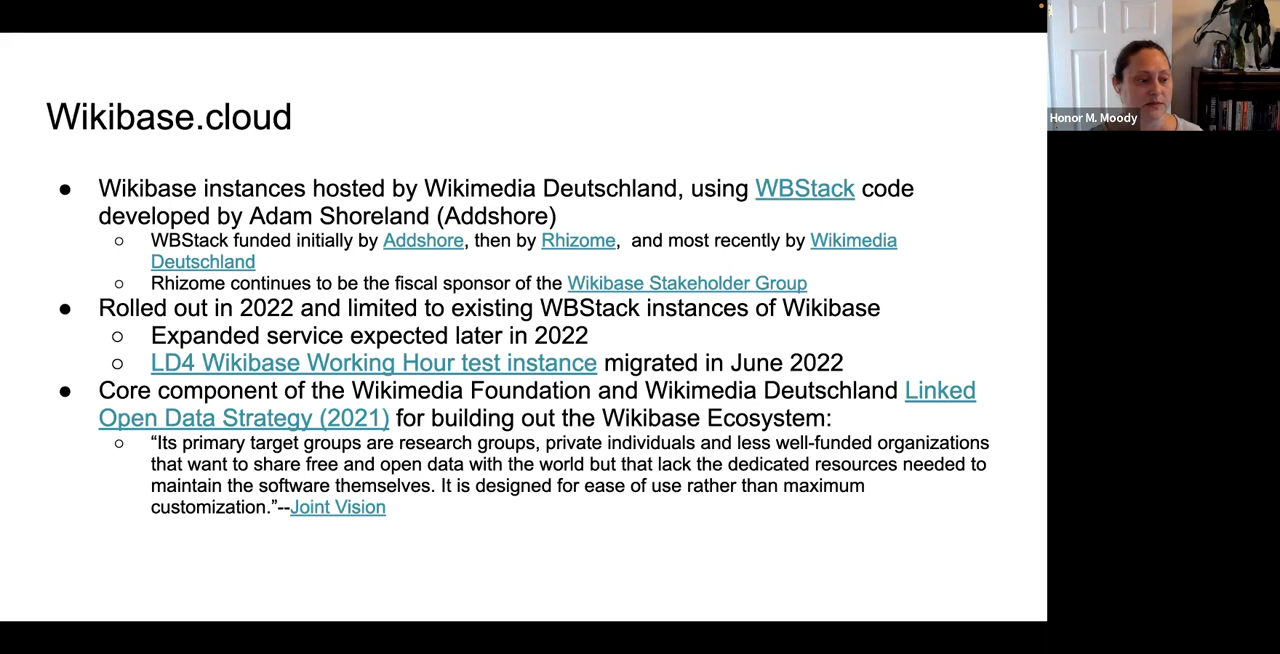 Wikibase.cloud
● Wikibase instances hosted by Wikimedia Deutschland, using WBStack code
developed by Adam Shoreland (Addshore)
○ WBStack funded initially by Addshore, then by Rhizome, and most recently by Wikimedia
Deutschland
○ Rhizome continues to be the fiscal sponsor of the Wikibase Stakeholder Group
● Rolled out in 2022 and limited to existing WBStack instances of Wikibase
○ Expanded service expected later in 2022
○ LD4 Wikibase Working Hour test instance migrated in June 2022
● Core component of the Wikimedia Foundation and Wikimedia Deutschland Linked
Open Data Strategy (2021) for building out the Wikibase Ecosystem:
○ “Its primary target groups are research groups, private individuals and less well-funded organizations
that want to share free and open data with the world but that lack the dedicated resources needed to
maintain the software themselves. It is designed for ease of use rather than maximum
customization.”--Joint Vision
Honor M. Moody